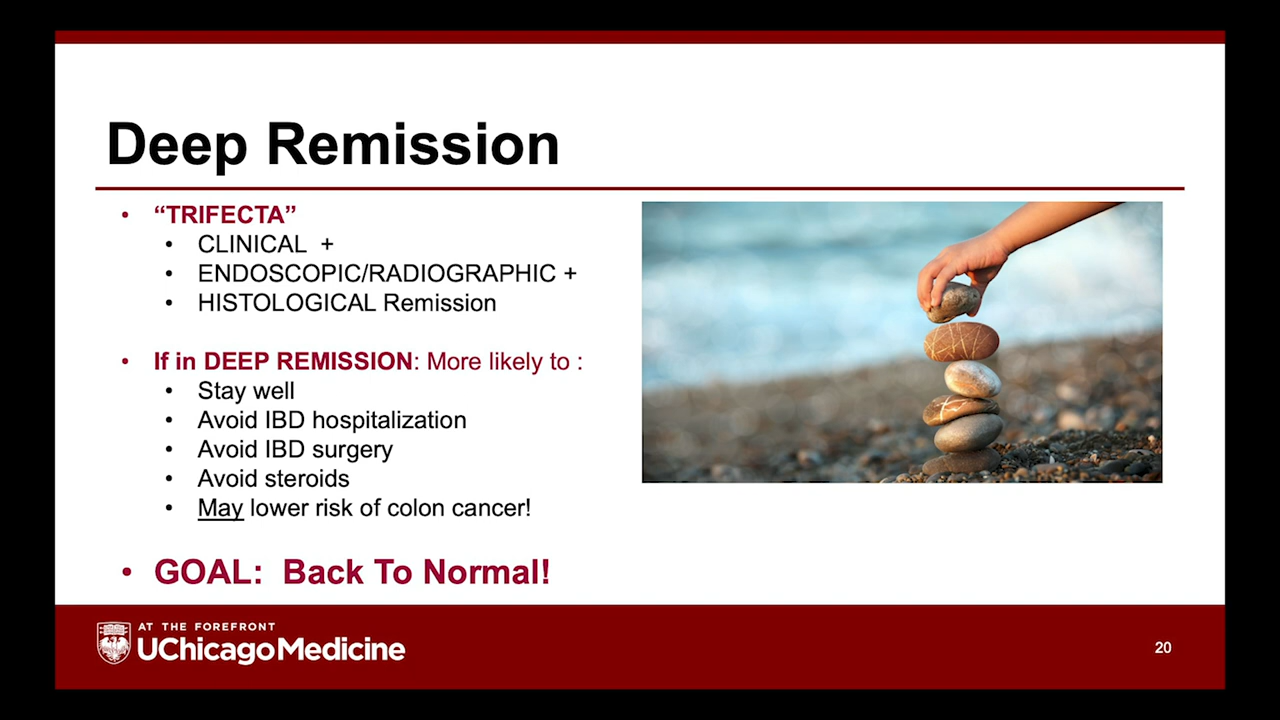 Deep Remission
• “TRIFECTA”
• CLINICAL +
• ENDOSCOPIC/RADIOGRAPHIC +
• HISTOLOGICAL Remission
• If in DEEP REMISSION: More likely to :
• Stay well
• Avoid IBD hospitalization
• Avoid IBD surgery
• Avoid steroids
• May lower risk of colon cancer!
• GOAL: Back To Normal!
AT THE FOREFRONT
UChicagoMedicine
20